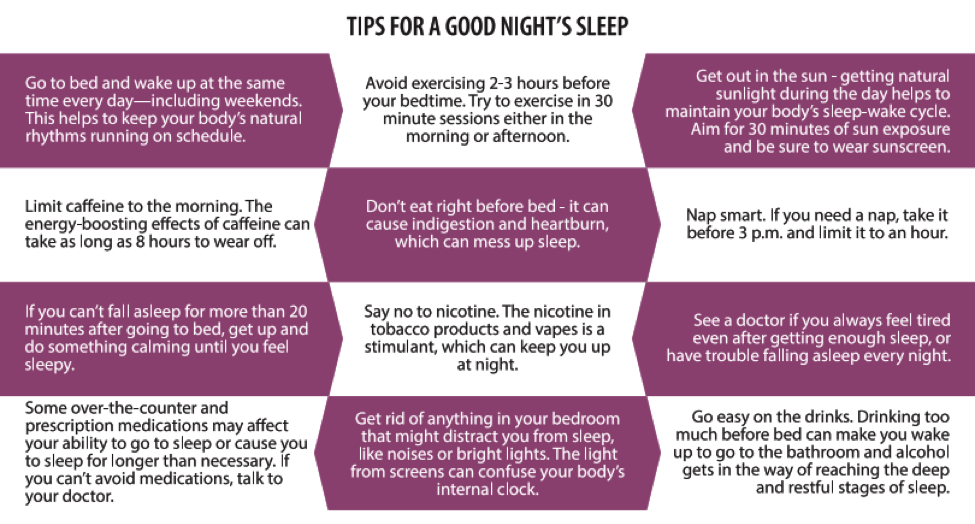 TIPS FOR A GOOD NIGHT'S SLEEP
Go to bed and wake up at the same
time every day—including weekends.
This helps to keep your body's natural
rhythms running on schedule.
Avoid exercising 2-3 hours before
your bedtime. Try to exercise in 30
minute sessions either in the
morning or afternoon.
Get out in the sun - getting natural
sunlight during the day helps to
maintain your body's sleep-wake cycle.
Aim for 30 minutes of sun exposure
and be sure to wear sunscreen.
Limit caffeine to the morning. The
energy-boosting effects of caffeine can
take as long as 8 hours to wear off.
Don't eat right before bed - it can
cause indigestion and heartburn,
which can mess up sleep.
Nap smart. If you need a nap, take it
before 3 p.m. and limit it to an hour.
If you can't fall asleep for more than 20
minutes after going to bed, get up and
do something calming until you feel
sleepy.
Say no to nicotine. The nicotine in
tobacco products and vapes is a
stimulant, which can keep you up
at night.
See a doctor if you always feel tired
even after getting enough sleep, or
have trouble falling asleep every night.
Some over-the-counter and
prescription medications may affect
your ability to go to sleep or cause you
to sleep for longer than necessary. If
you can't avoid medications, talk to
your doctor.
Get rid of anything in your bedroom
that might distract you from sleep,
like noises or bright lights. The light
from screens can confuse your body's
internal clock.
Go easy on the drinks. Drinking too
much before bed can make you wake
up to go to the bathroom and alcohol
gets in the way of reaching the deep
and restful stages of sleep.